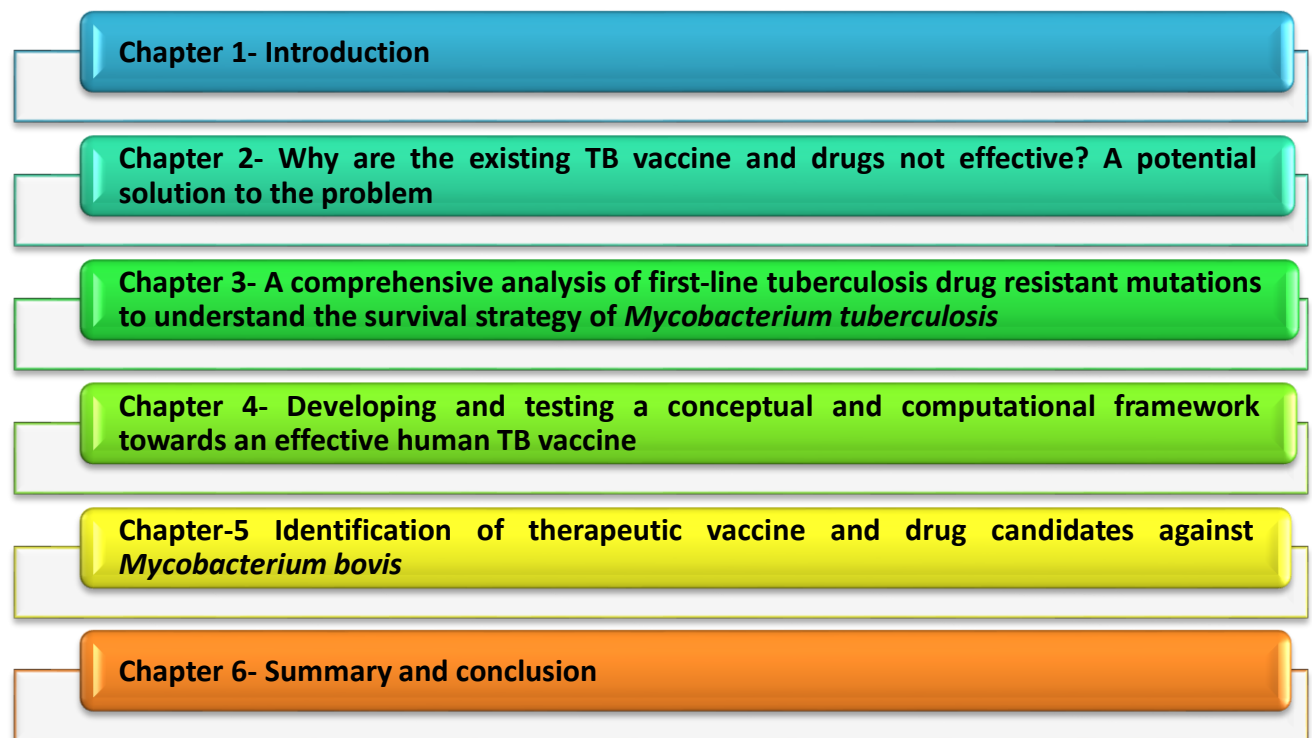 Chapter 1- Introduction
Chapter 2- Why are the existing TB vaccine and drugs not effective? A potential
solution to the problem
Chapter 3- A comprehensive analysis of first-line tuberculosis drug resistant mutations
to understand the survival strategy of Mycobacterium tuberculosis
Chapter 4- Developing and testing a conceptual and computational framework
towards an effective human TB vaccine
Chapter-5 Identification of therapeutic vaccine and drug candidates against
Mycobacterium bovis
Chapter 6- Summary and conclusion